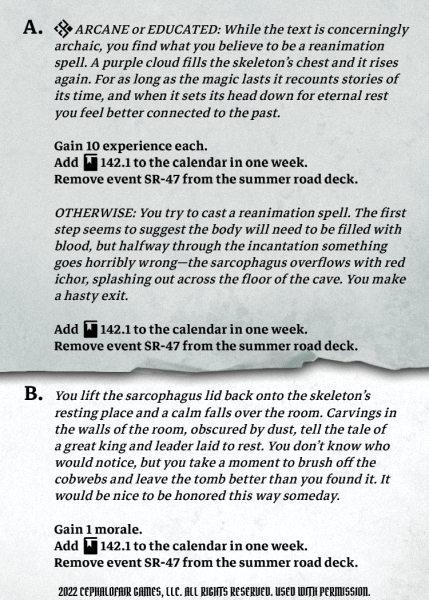 A. ARCANE or EDUCATED: While the text is concerningly
archaic, you find what you believe to be a reanimation
spell. A purple cloud fills the skeleton's chest and it rises
again. For as long as the magic lasts it recounts stories of
its time, and when it sets its head down for eternal rest
you feel better connected to the past.
Gain 10 experience each.
Add 142.1 to the calendar in one week.
Remove event SR-47 from the summer road deck.
OTHERWISE: You try to cast a reanimation spell. The first
step seems to suggest the body will need to be filled with
blood, but halfway through the incantation something
goes horribly wrong—the sarcophagus overflows with red
ichor, splashing out across the floor of the cave. You make
a hasty exit.
Add 142.1 to the calendar in one week.
Remove event SR-47 from the summer road deck.
B. You lift the sarcophagus lid back onto the skeleton's
resting place and a calm falls over the room. Carvings in
the walls of the room, obscured by dust, tell the tale of
a great king and leader laid to rest. You don't know who
would notice, but you take a moment to brush off the
cobwebs and leave the tomb better than you found it. It
would be nice to be honored this way someday.
Gain 1 morale.
Add 142.1 to the calendar in one week.
Remove event SR-47 from the summer road deck.
2022 CEPHALOFAIR GAMES, LLC. ALL RIGHTS RESERVED. USED WITH PERMISSION.